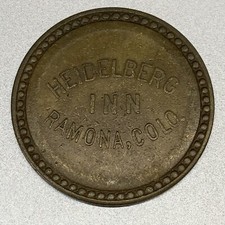 HEIDELBERG
INN
RAMONA, COLO.